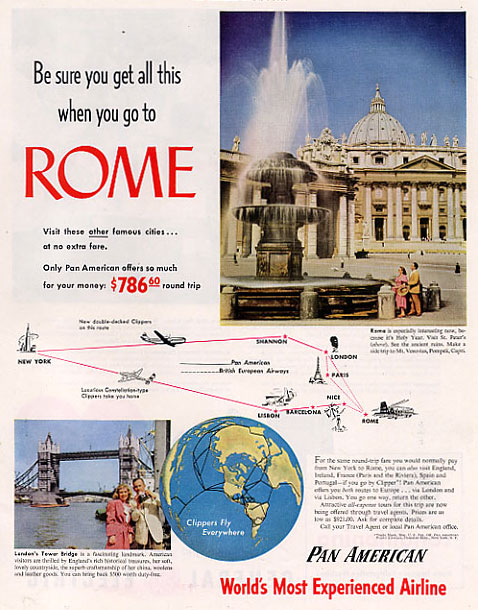 Be sure you get all this
when you go to
ROME
Visit these other famous cities...
at no extra fare.
Only Pan American offers so much
for your money: $786.60 round trip
Rome is especially interesting now, be-
cause it's Holy Year. Visit St. Peter's
(above). See the ancient ruins. Make a
side trip to Mt. Vesuvius, Pompeii, Capri.
New double-decked Clippers
on this route
NEW YORK
SHANNON
LONDON
PARIS
Pan American
British European Airways
Luxurious Constellation-type
Clippers take you home
NICE
BARCELONA
LISBON
ROME
Clippers Fly
Everywhere
For the same round-trip fare you would normally pay
from New York to Rome, you can also visit England,
Ireland, France (Paris and the Riviera), Spain and
Portugal—if you go by Clipper*! Pan American
offers you both routes to Europe . . . via London and
via Lisbon. You go one way, return the other.
Attractive all-expense tours for this trip are now
being offered through travel agents. Prices are as
low as $921.00. Ask for complete details.
Call your Travel Agent or local Pan American office.
London's Tower Bridge is a fascinating landmark. American
visitors are thrilled by England's rich historical treasures, her soft,
lovely countryside, the superb craftsmanship of her china, woolens
and leather goods. You can bring back $500 worth duty-free.
PAN AMERICAN
World's Most Experienced Airline